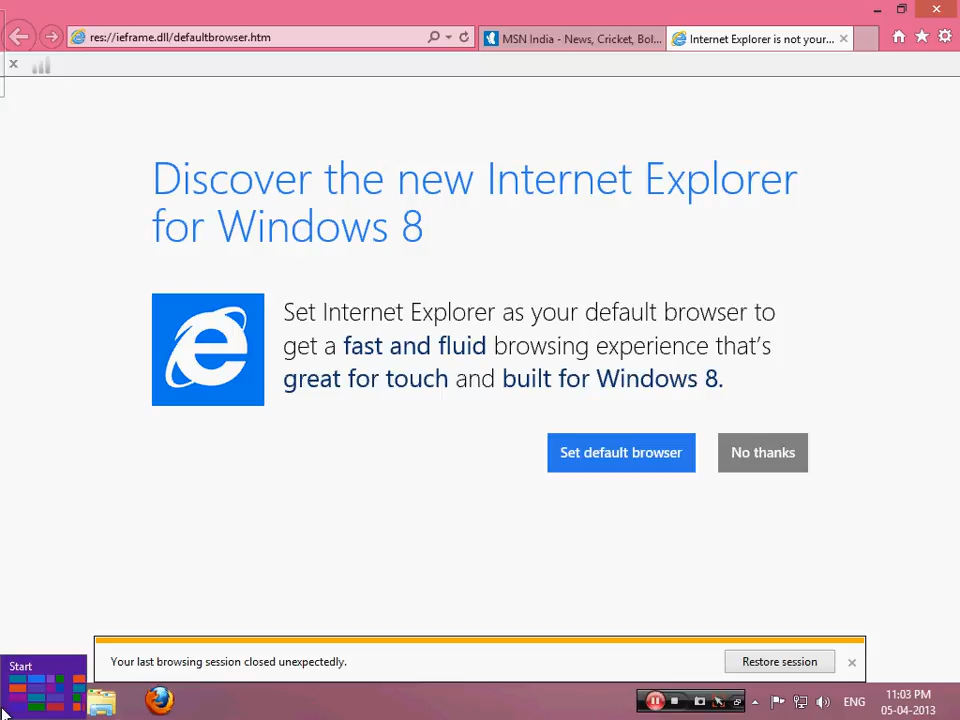 res://ieframe.dll/defaultbrowser.htm
MSN India - News, Cricket, Bol...
Internet Explorer is not your...
Discover the new Internet Explorer
for Windows 8
Set Internet Explorer as your default browser to
get a fast and fluid browsing experience that's
great for touch and built for Windows 8.
Set default browser
No thanks
Your last browsing session closed unexpectedly.
Restore session
Start
ENG
11:03 PM
05-04-2013